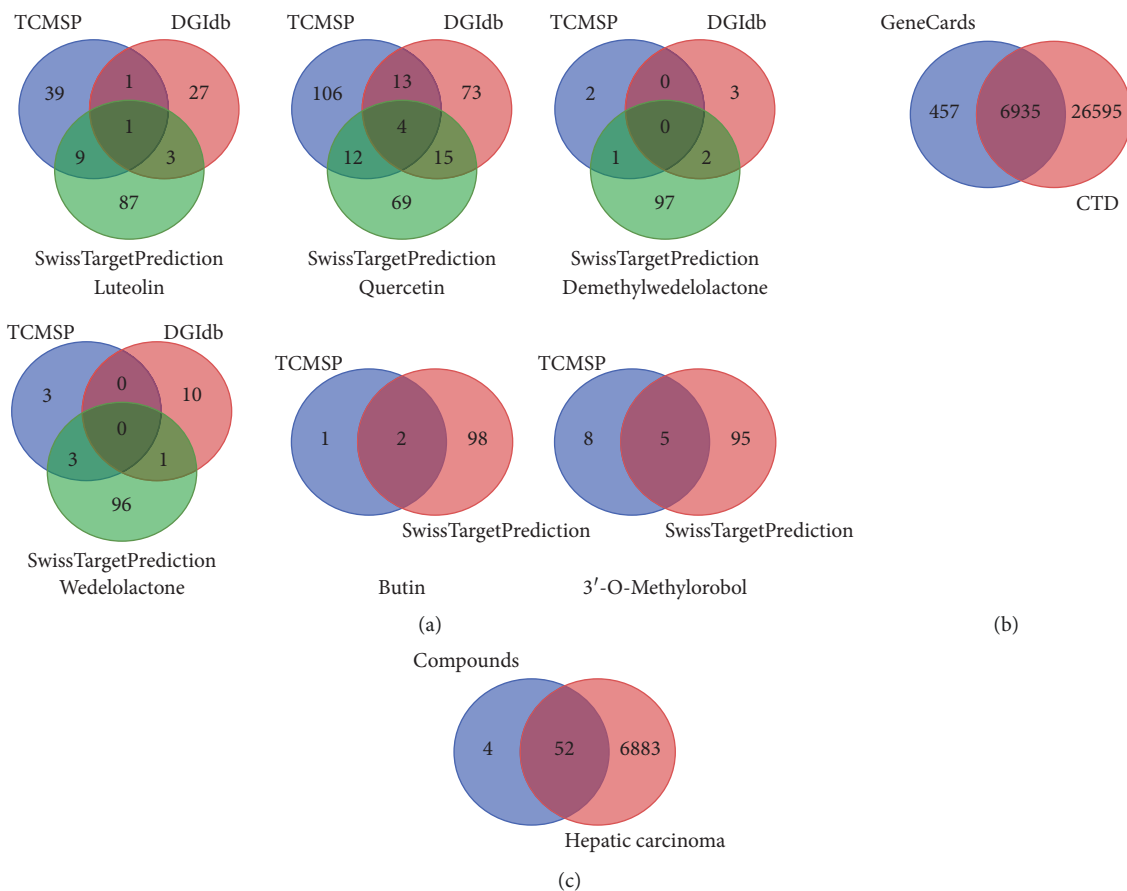 TCMSP DGIdb
39 1 27
1
9 3
87
SwissTargetPrediction
Luteolin
TCMSP DGIdb
106 13 73
4
12 15
69
SwissTargetPrediction
Quercetin
TCMSP DGIdb
2 0 3
0
1 2
97
SwissTargetPrediction
Demethylwedelolactone
GeneCards
457 6935 26595
CTD
TCMSP DGIdb
3 0 10
0
3 1
96
SwissTargetPrediction
Wedelolactone
TCMSP
1 2 98
SwissTargetPrediction
Butin
TCMSP
8 5 95
SwissTargetPrediction
3′-O-Methylorobol
(a)
(b)
Compounds
4 52 6883
Hepatic carcinoma
(c)